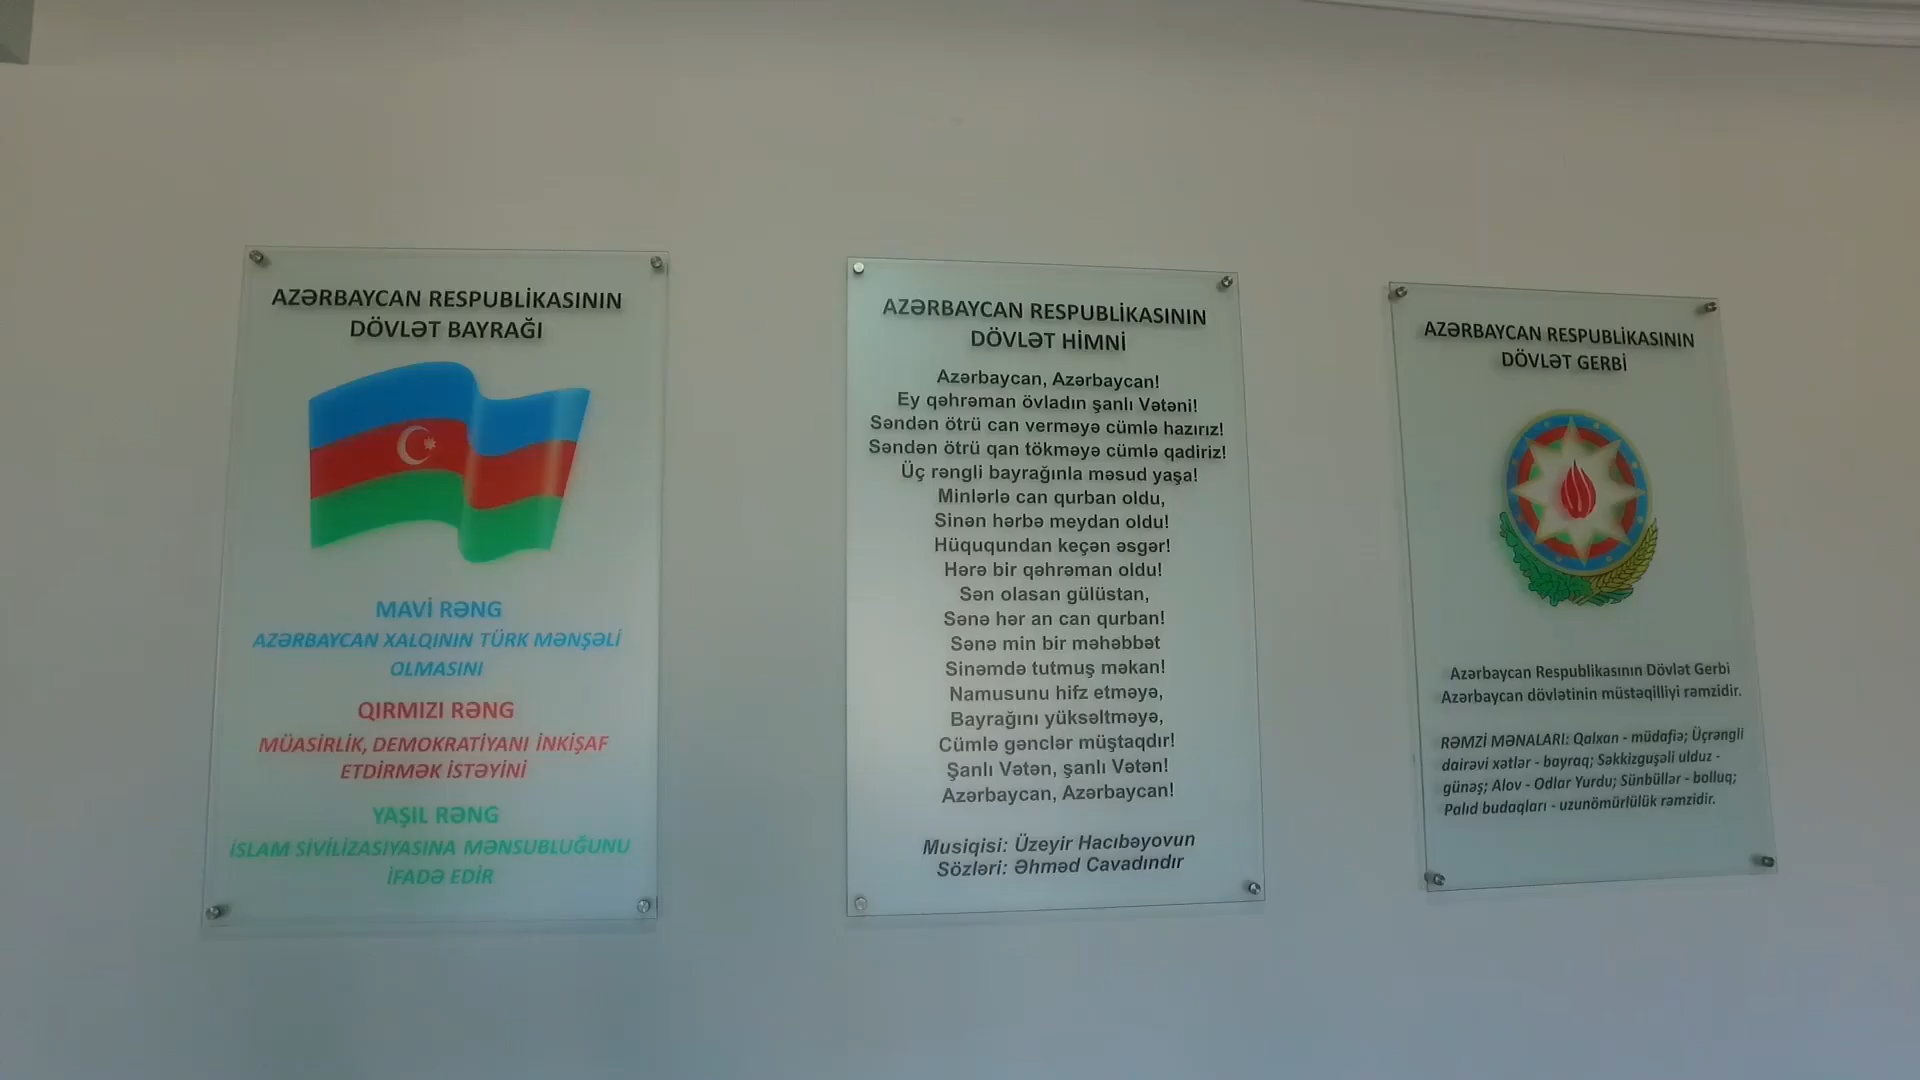 AZƏRBAYCAN RESPUBLİKASININ
DÖVLƏT BAYRAĞI
MAVİ RƏNG
AZƏRBAYCAN XALQININ TÜRK MƏNŞƏLİ
OLMASINI
QIRMIZI RƏNG
MÜASİRLİK, DEMOKRATİYANI İNKİŞAF
ETDİRMƏK İSTƏYİNİ
YAŞIL RƏNG
İSLAM SİVİLİZASIYASINA MƏNSUBLUĞUNU
İFADƏ EDİR
AZƏRBAYCAN RESPUBLİKASININ
DÖVLƏT HİMNİ
Azərbaycan, Azərbaycan!
Ey qəhrəman övladın şanlı Vətəni!
Səndən ötrü can verməyə cümlə hazırız!
Səndən ötrü qan tökməyə cümlə qadiriz!
Üç rəngli bayrağınla məsud yaşa!
Minlərlə can qurban oldu,
Sinən hərbə meydan oldu!
Hüququndan keçən əsgər!
Hərə bir qəhrəman oldu!
Sən olasan gülüstan,
Sənə hər an can qurban!
Sənə min bir məhəbbət
Sinəmdə tutmuş məkan!
Namusunu hifz etməyə,
Bayrağını yüksəltməyə,
Cümlə gənclər müştaqdır!
Şanlı Vətən, şanlı Vətən!
Azərbaycan, Azərbaycan!
Musiqisi: Üzeyir Hacıbəyovun
Sözləri: Əhməd Cavadındır
AZƏRBAYCAN RESPUBLİKASININ
DÖVLƏT GERBİ
Azərbaycan Respublikasının Dövlət Gerbi
Azərbaycan dövlətinin müstəqilliyi rəmzidir.
RƏMZİ MƏNALARI: Qalxan - müdafiə; Üçrəngli
dairəvi xətlər - bayraq; Səkkizguşəli ulduz -
günəş; Alov - Odlar Yurdu; Sünbüllər - bolluq;
Palıd budaqları - uzunömürlülük rəmzidir.